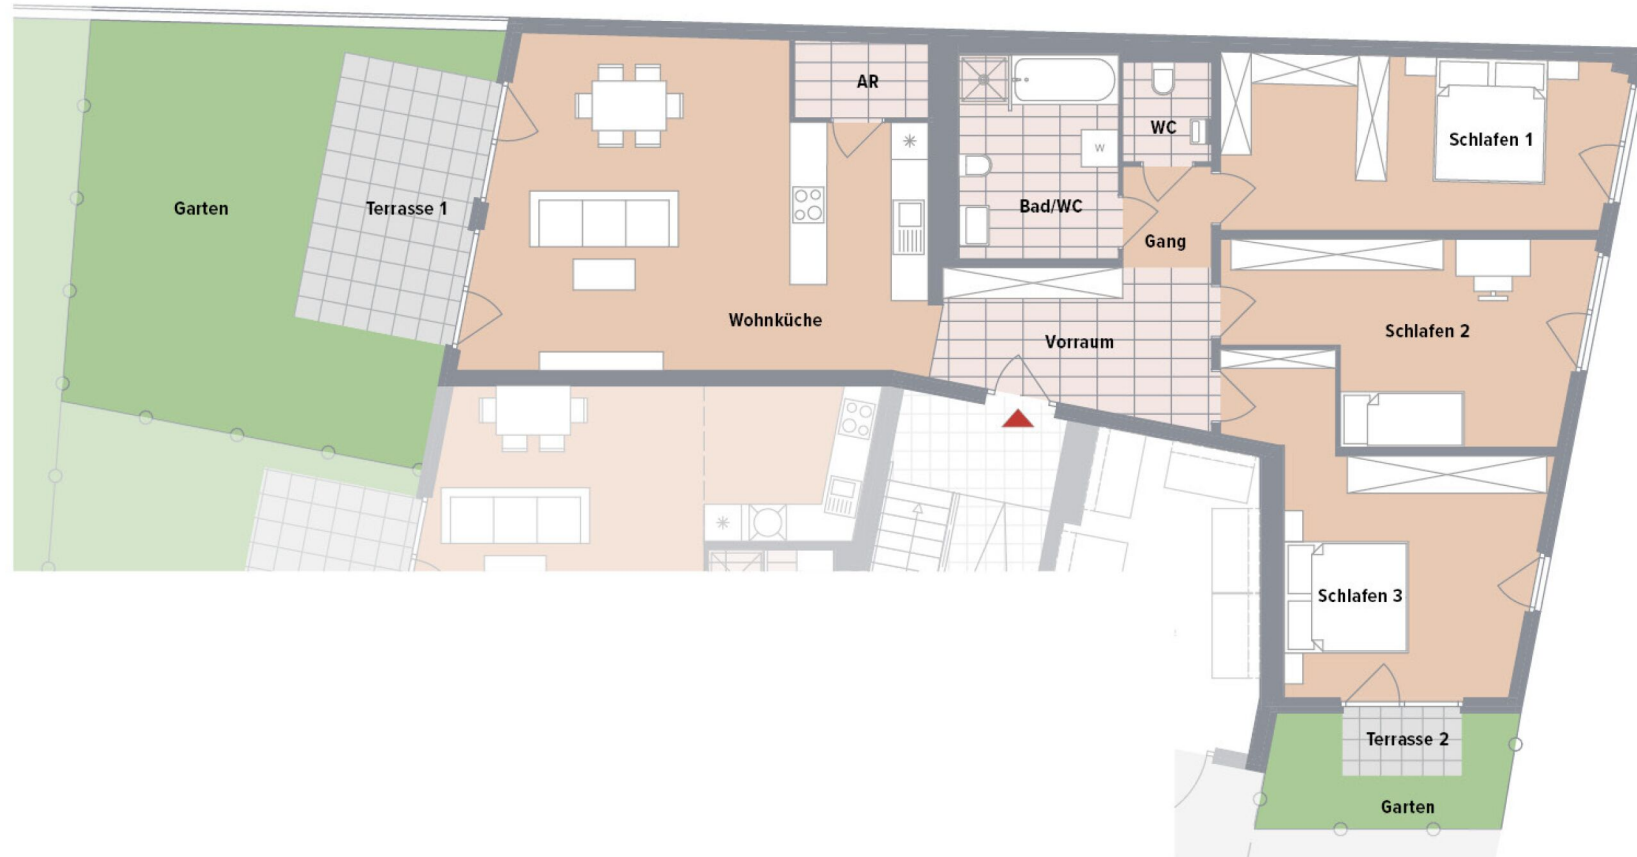 AR
WC
Schlafen 1
W
Garten
Terrasse 1
Bad/WC
Gang
Wohnküche
Vorraum
Schlafen 2
Schlafen 3
Terrasse 2
Garten